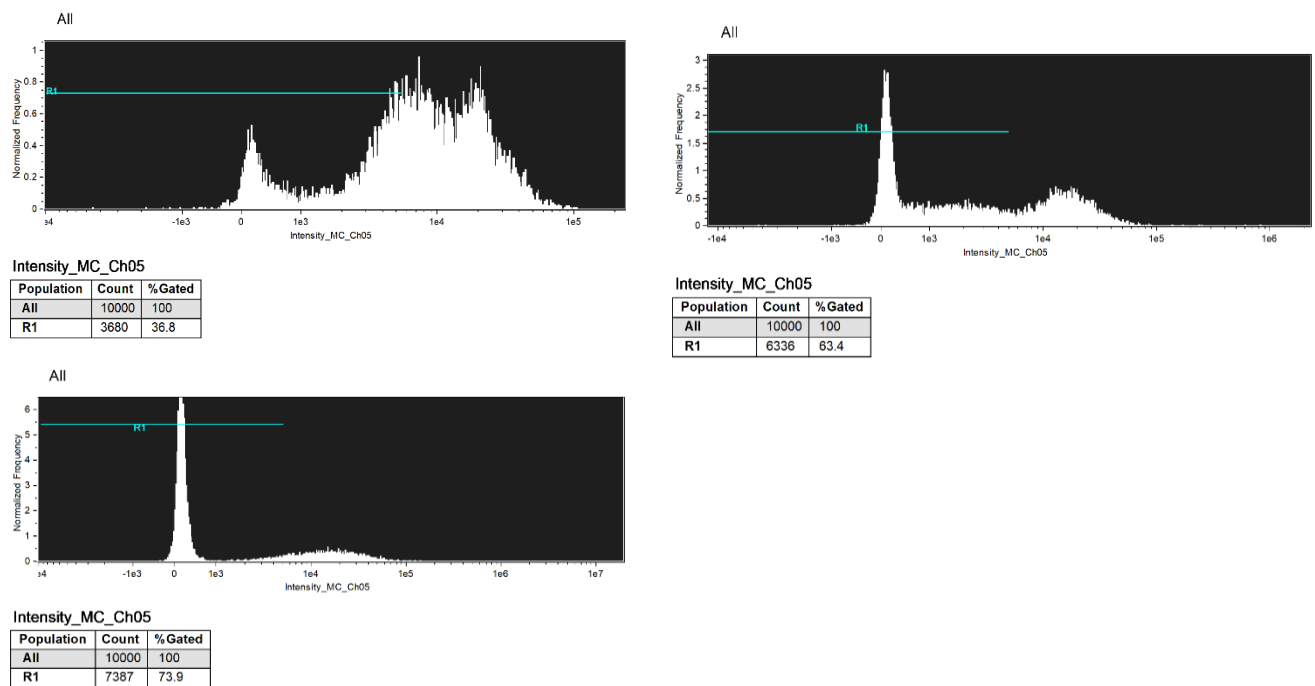 All
1
0.8
0.6
0.4
0.2
0
Normalized Frequency
R1
-1e3 0 1e3 1e4 1e5
Intensity_MC_Ch05
Intensity_MC_Ch05
Population Count %Gated
All 10000 100
R1 3680 36.8
All
3
2.5
2
1.5
1
0.5
0
Normalized Frequency
R1
-1e4 -1e3 0 1e3 1e4 1e5 1e6
Intensity_MC_Ch05
Intensity_MC_Ch05
Population Count %Gated
All 10000 100
R1 6336 63.4
All
6
5
4
3
2
1
0
Normalized Frequency
R1
-1e3 0 1e3 1e4 1e5 1e6 1e7
Intensity_MC_Ch05
Intensity_MC_Ch05
Population Count %Gated
All 10000 100
R1 7387 73.9